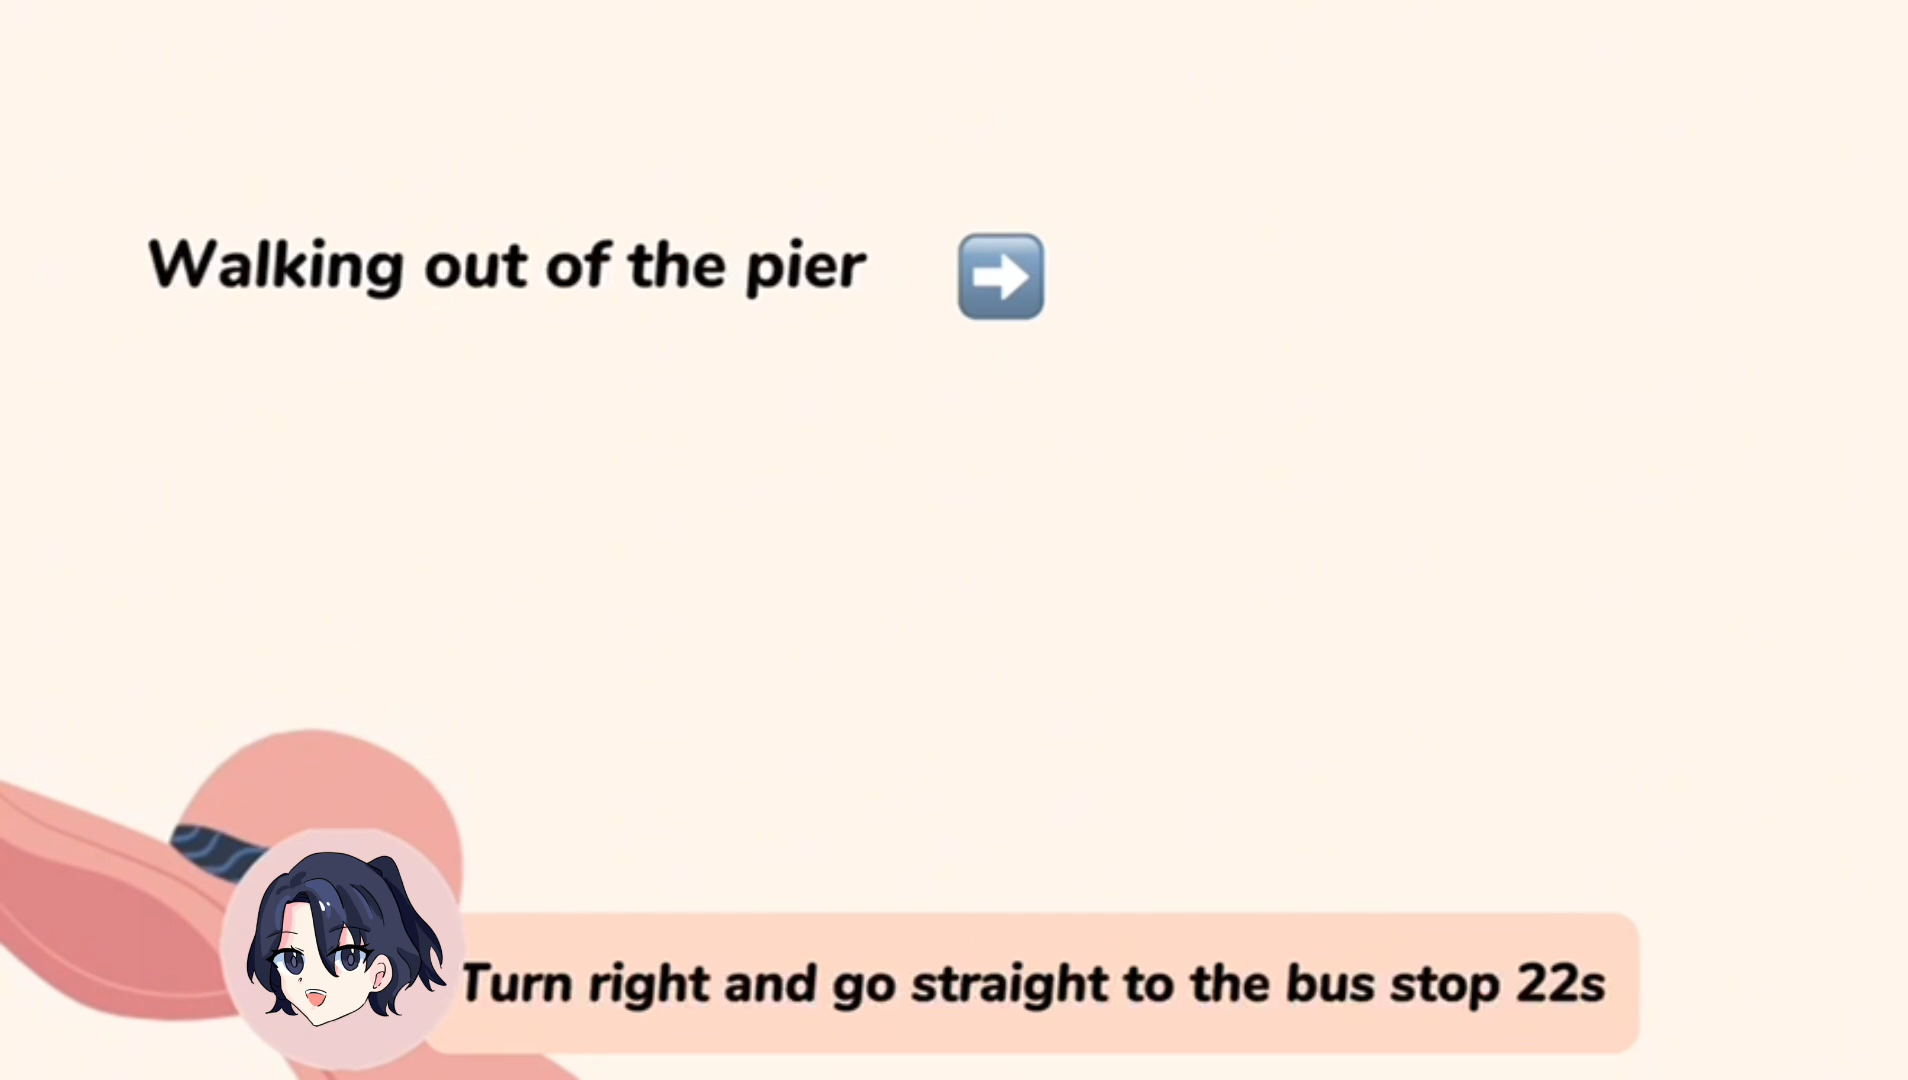 Walking out of the pier ➡️
Turn right and go straight to the bus stop 22s